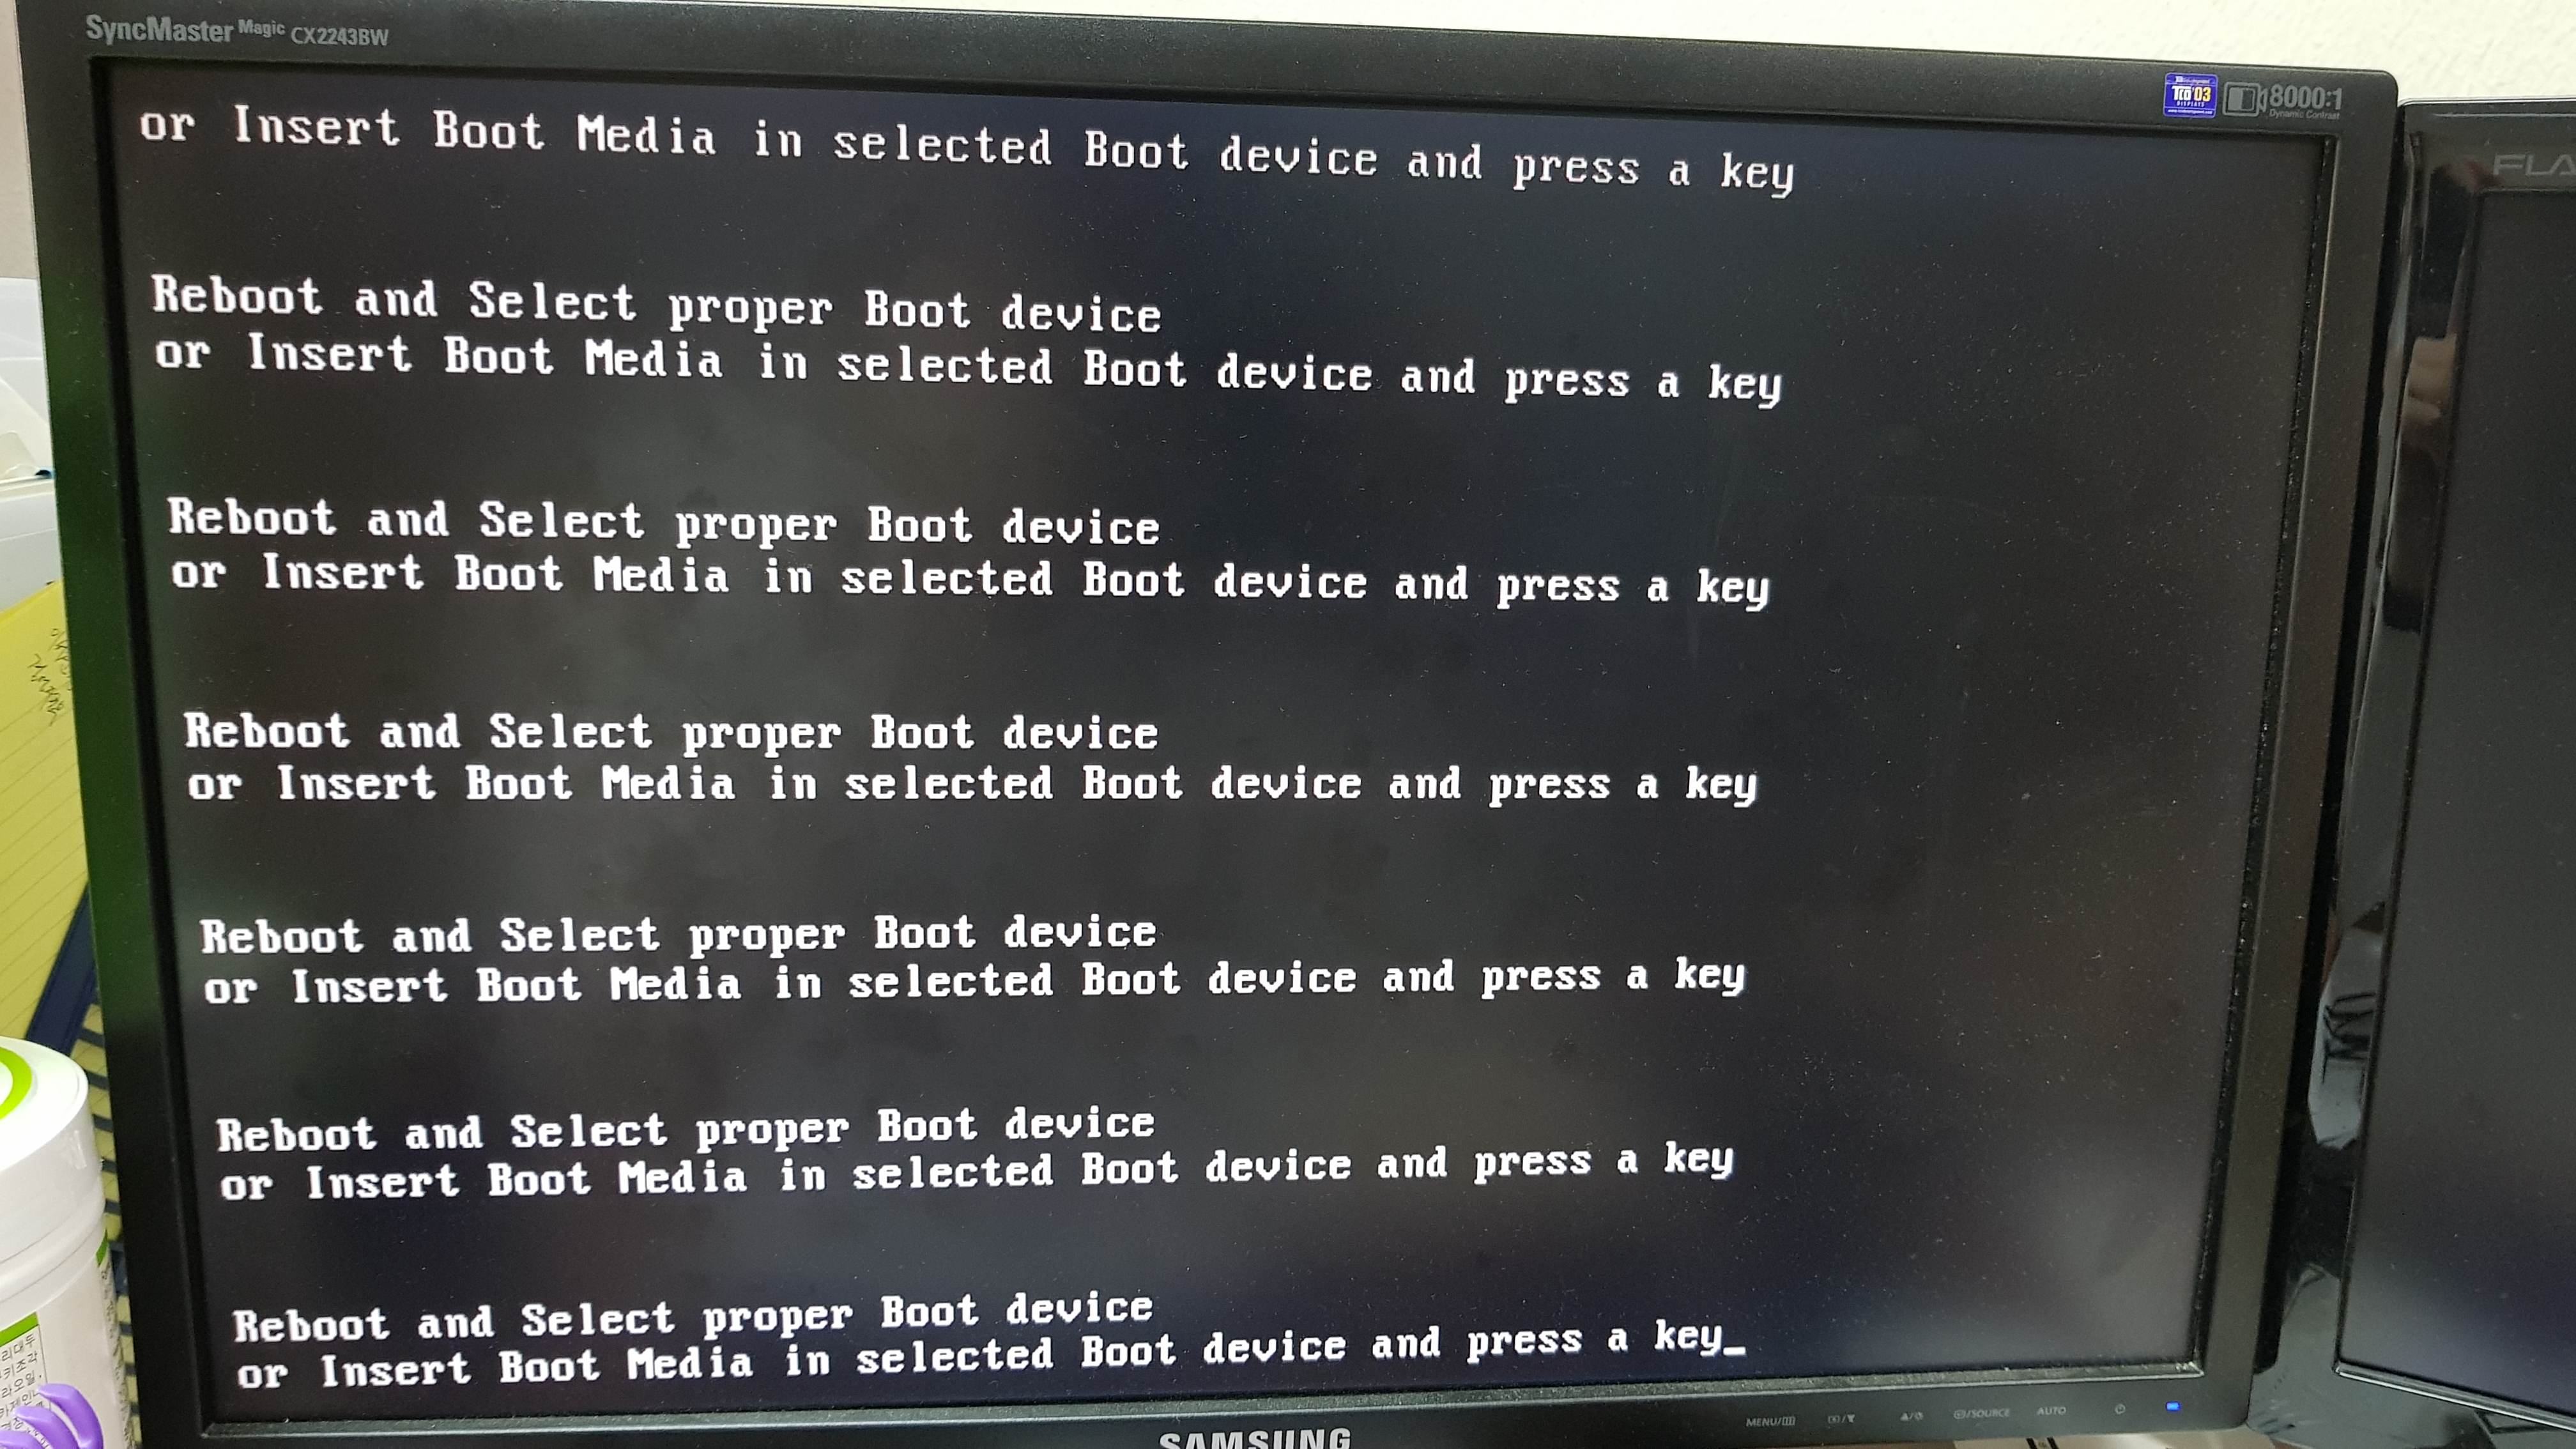 SyncMaster Magic CX2243BW
TCO'03
DISPLAYS
8000:1
Dynamic Contrast
FLA
or Insert Boot Media in selected Boot device and press a key
Reboot and Select proper Boot device
or Insert Boot Media in selected Boot device and press a key
Reboot and Select proper Boot device
or Insert Boot Media in selected Boot device and press a key
Reboot and Select proper Boot device
or Insert Boot Media in selected Boot device and press a key
Reboot and Select proper Boot device
or Insert Boot Media in selected Boot device and press a key
Reboot and Select proper Boot device
or Insert Boot Media in selected Boot device and press a key
Reboot and Select proper Boot device
or Insert Boot Media in selected Boot device and press a key_
MENU/
/SOURCE
AUTO
SAMSUNG